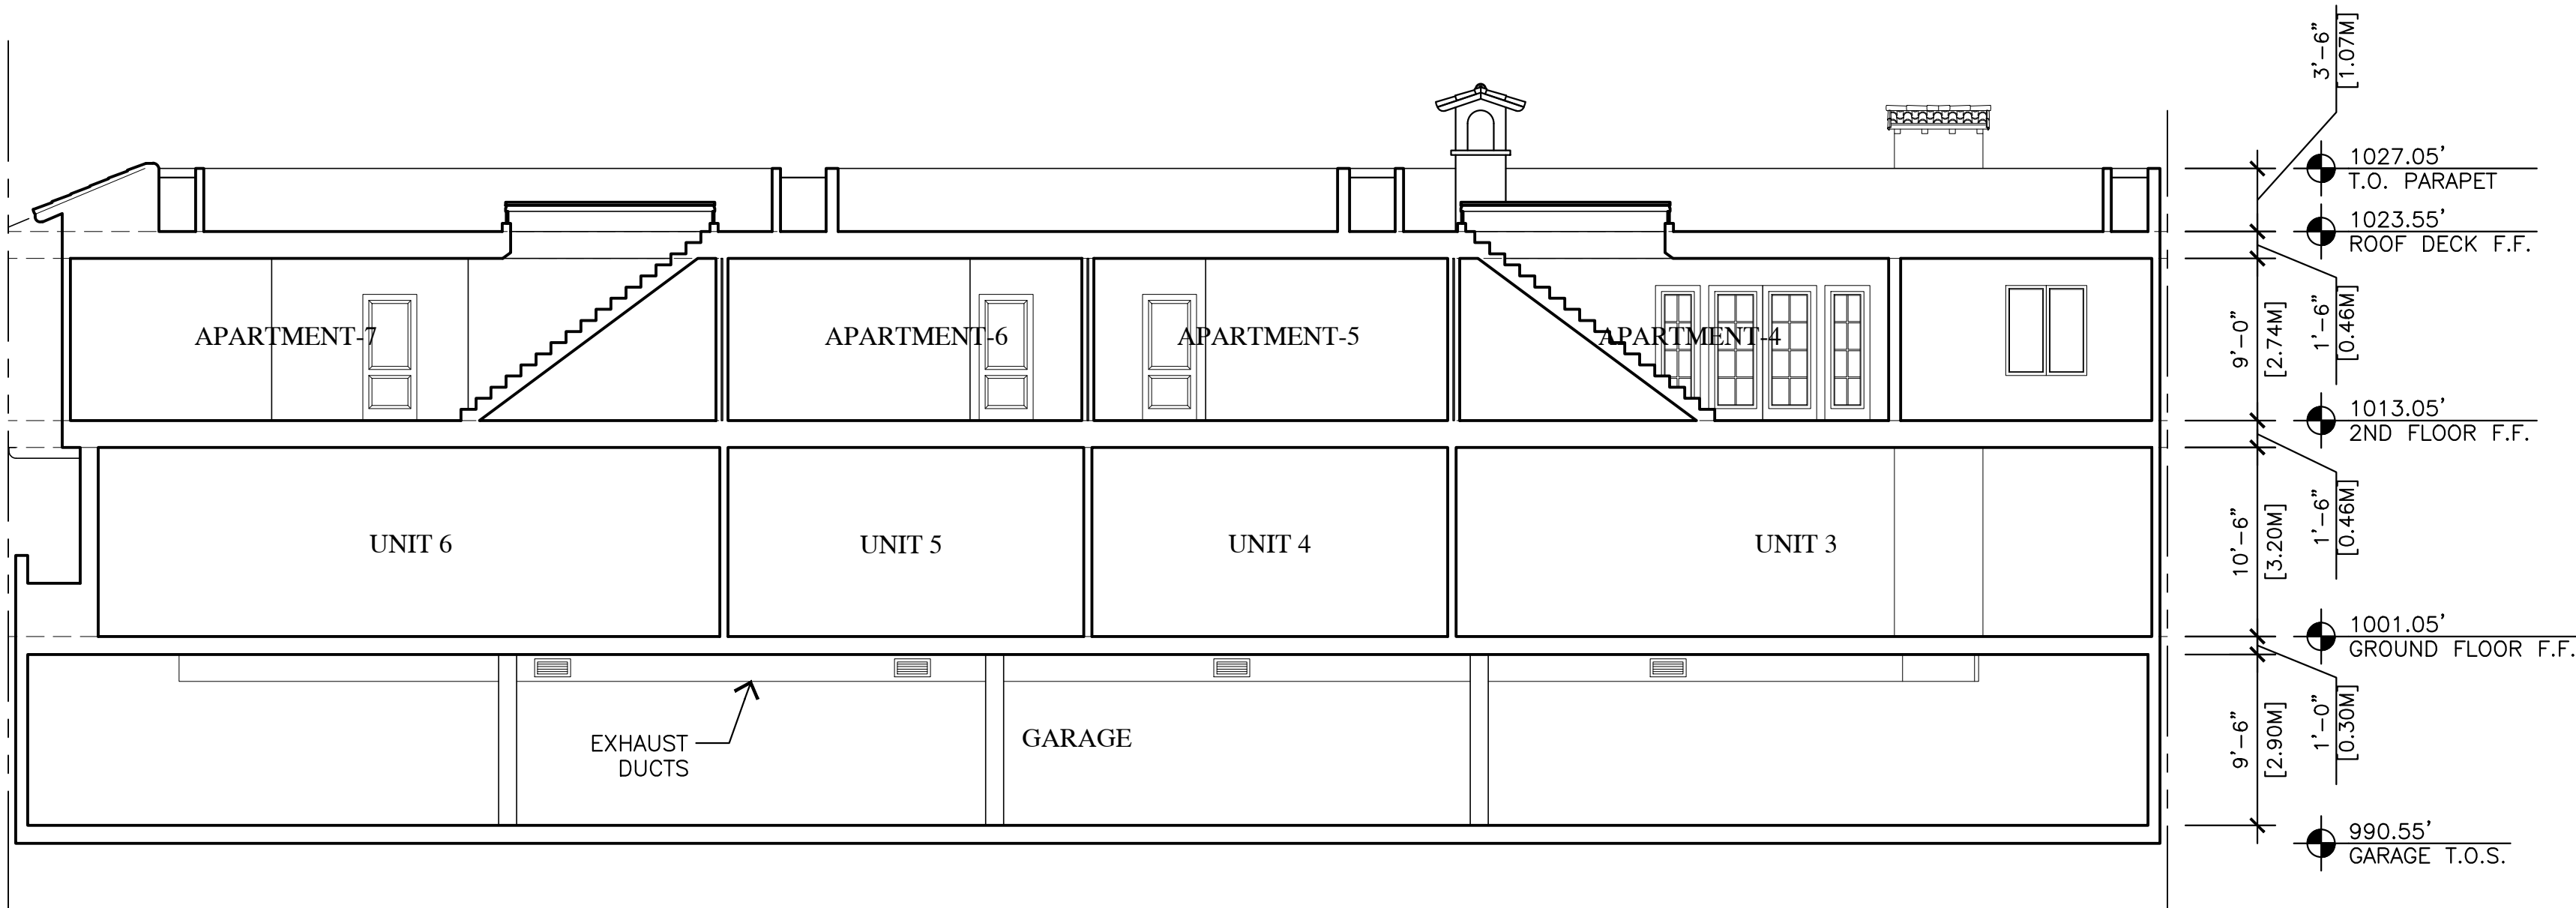 3'-6"
[1.07M]
1027.05'
T.O. PARAPET
1023.55'
ROOF DECK F.F.
APARTMENT-7
APARTMENT-6
APARTMENT-5
APARTMENT-4
9'-0"
[2.74M]
1'-6"
[0.46M]
1013.05'
2ND FLOOR F.F.
UNIT 6
UNIT 5
UNIT 4
UNIT 3
10'-6"
[3.20M]
1'-6"
[0.46M]
1001.05'
GROUND FLOOR F.F.
EXHAUST
DUCTS
GARAGE
9'-6"
[2.90M]
1'-0"
[0.30M]
990.55'
GARAGE T.O.S.